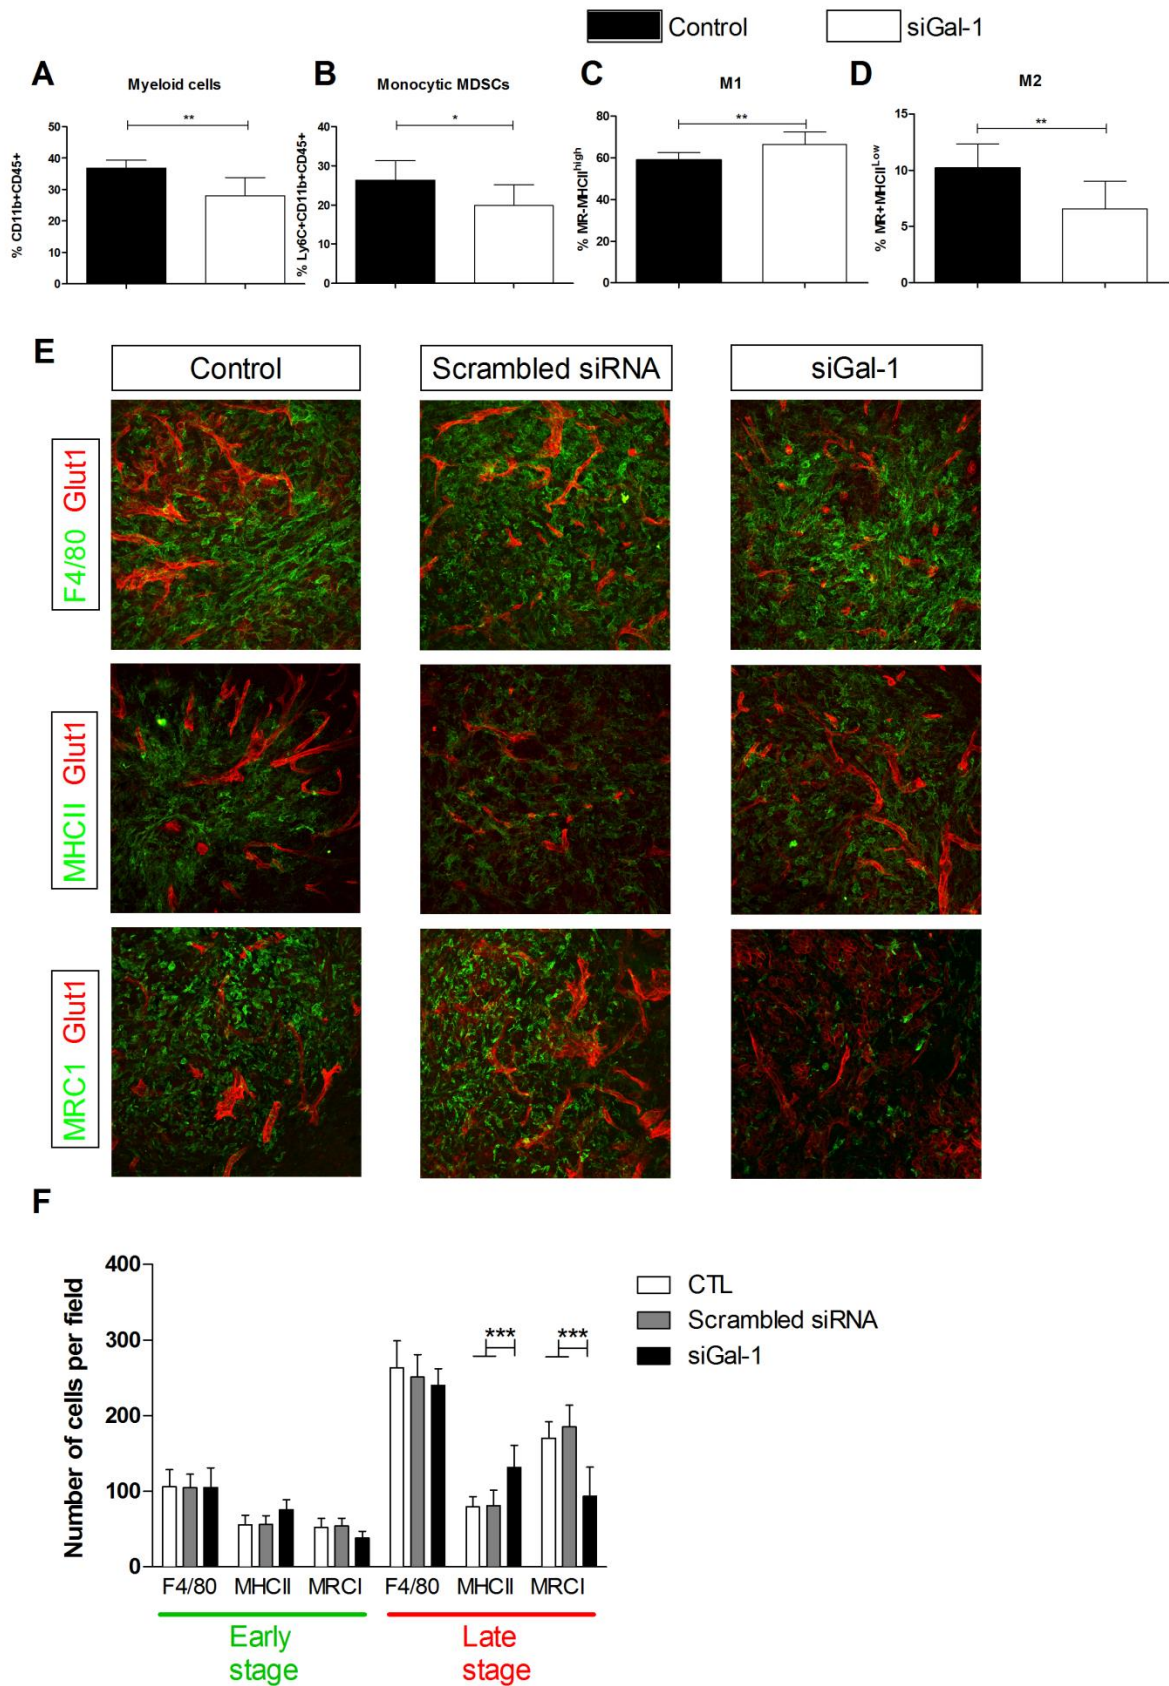 Control siGal-1
A B C D
Myeloid cells
Monocytic MDSCs
M1
M2
% CD11b+CD45+
50
40
30
20
10
0
**
% Ly6C+CD11b+CD45+
40
30
20
10
0
*
% MR-MHCII^high
80
60
40
20
0
**
% MR+MHCII^Low
15
10
5
0
**
E
Control
Scrambled siRNA
siGal-1
F4/80 Glut1
MHCII Glut1
MRC1 Glut1
F
Number of cells per field
400
300
200
100
0
*** ***
CTL
Scrambled siRNA
siGal-1
F4/80 MHCII MRCI F4/80 MHCII MRCI
Early
stage
Late
stage